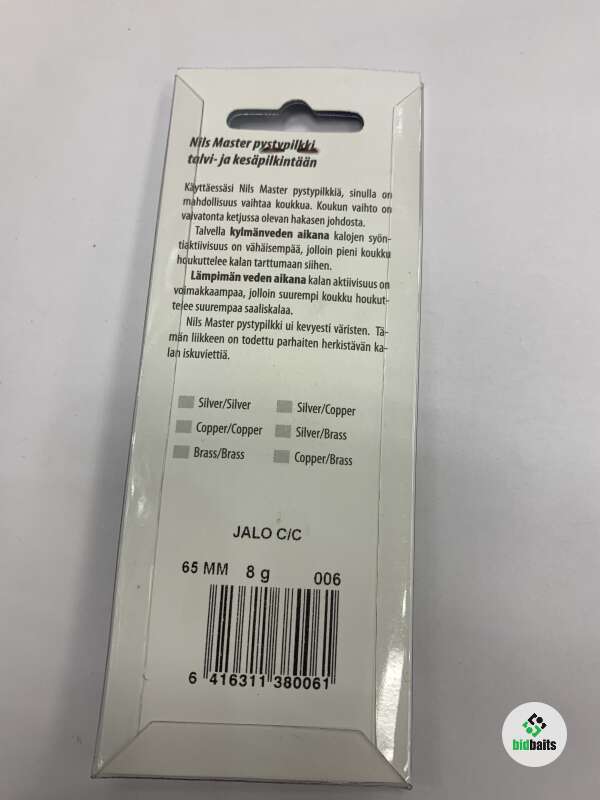 Nils Master pystypilkki
talvi- ja kesäpilkintään
Käyttäessäsi Nils Master pystypilkkiä, sinulla on
mahdollisuus vaihtaa koukkua. Koukun vaihto on
vaivatonta ketjussa olevan hakasen johdosta.
Talvella kylmänveden aikana kalojen syön-
tiaktiivisuus on vähäisempää, jolloin pieni koukku
houkuttelee kalan tarttumaan siihen.
Lämpimän veden aikana kalan aktiivisuus on
voimakkaampaa, jolloin suurempi koukku houkut-
telee suurempaa saaliskalaa.
Nils Master pystypilkki ui kevyesti väristen. Tä-
män liikkeen on todettu parhaiten herkistävän ka-
lan iskuviettiä.
Silver/Silver Silver/Copper
Copper/Copper Silver/Brass
Brass/Brass Copper/Brass
JALO C/C
65 MM 8 g 006
6 416311 380061
bidbaits